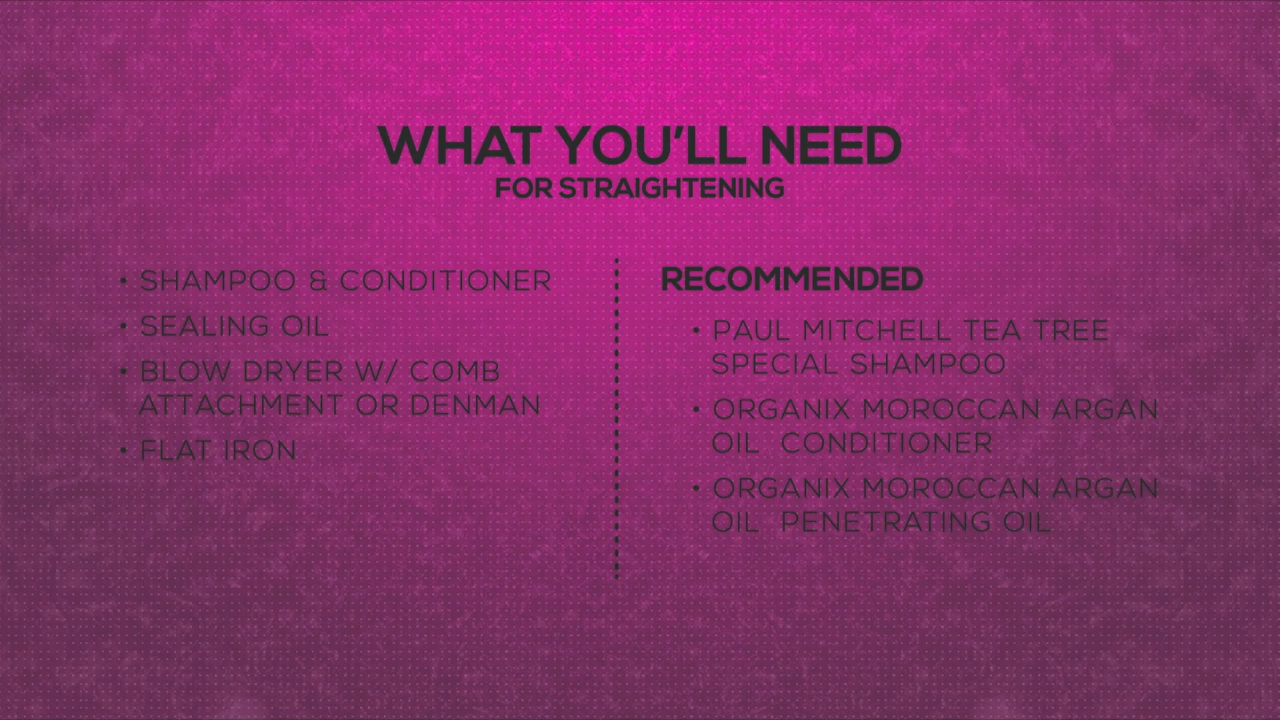 WHAT YOU'LL NEED
FOR STRAIGHTENING
• SHAMPOO & CONDITIONER
• SEALING OIL
• BLOW DRYER W/ COMB
ATTACHMENT OR DENMAN
• FLAT IRON
RECOMMENDED
• PAUL MITCHELL TEA TREE
SPECIAL SHAMPOO
• ORGANIX MOROCCAN ARGAN
OIL  CONDITIONER
• ORGANIX MOROCCAN ARGAN
OIL  PENETRATING OIL